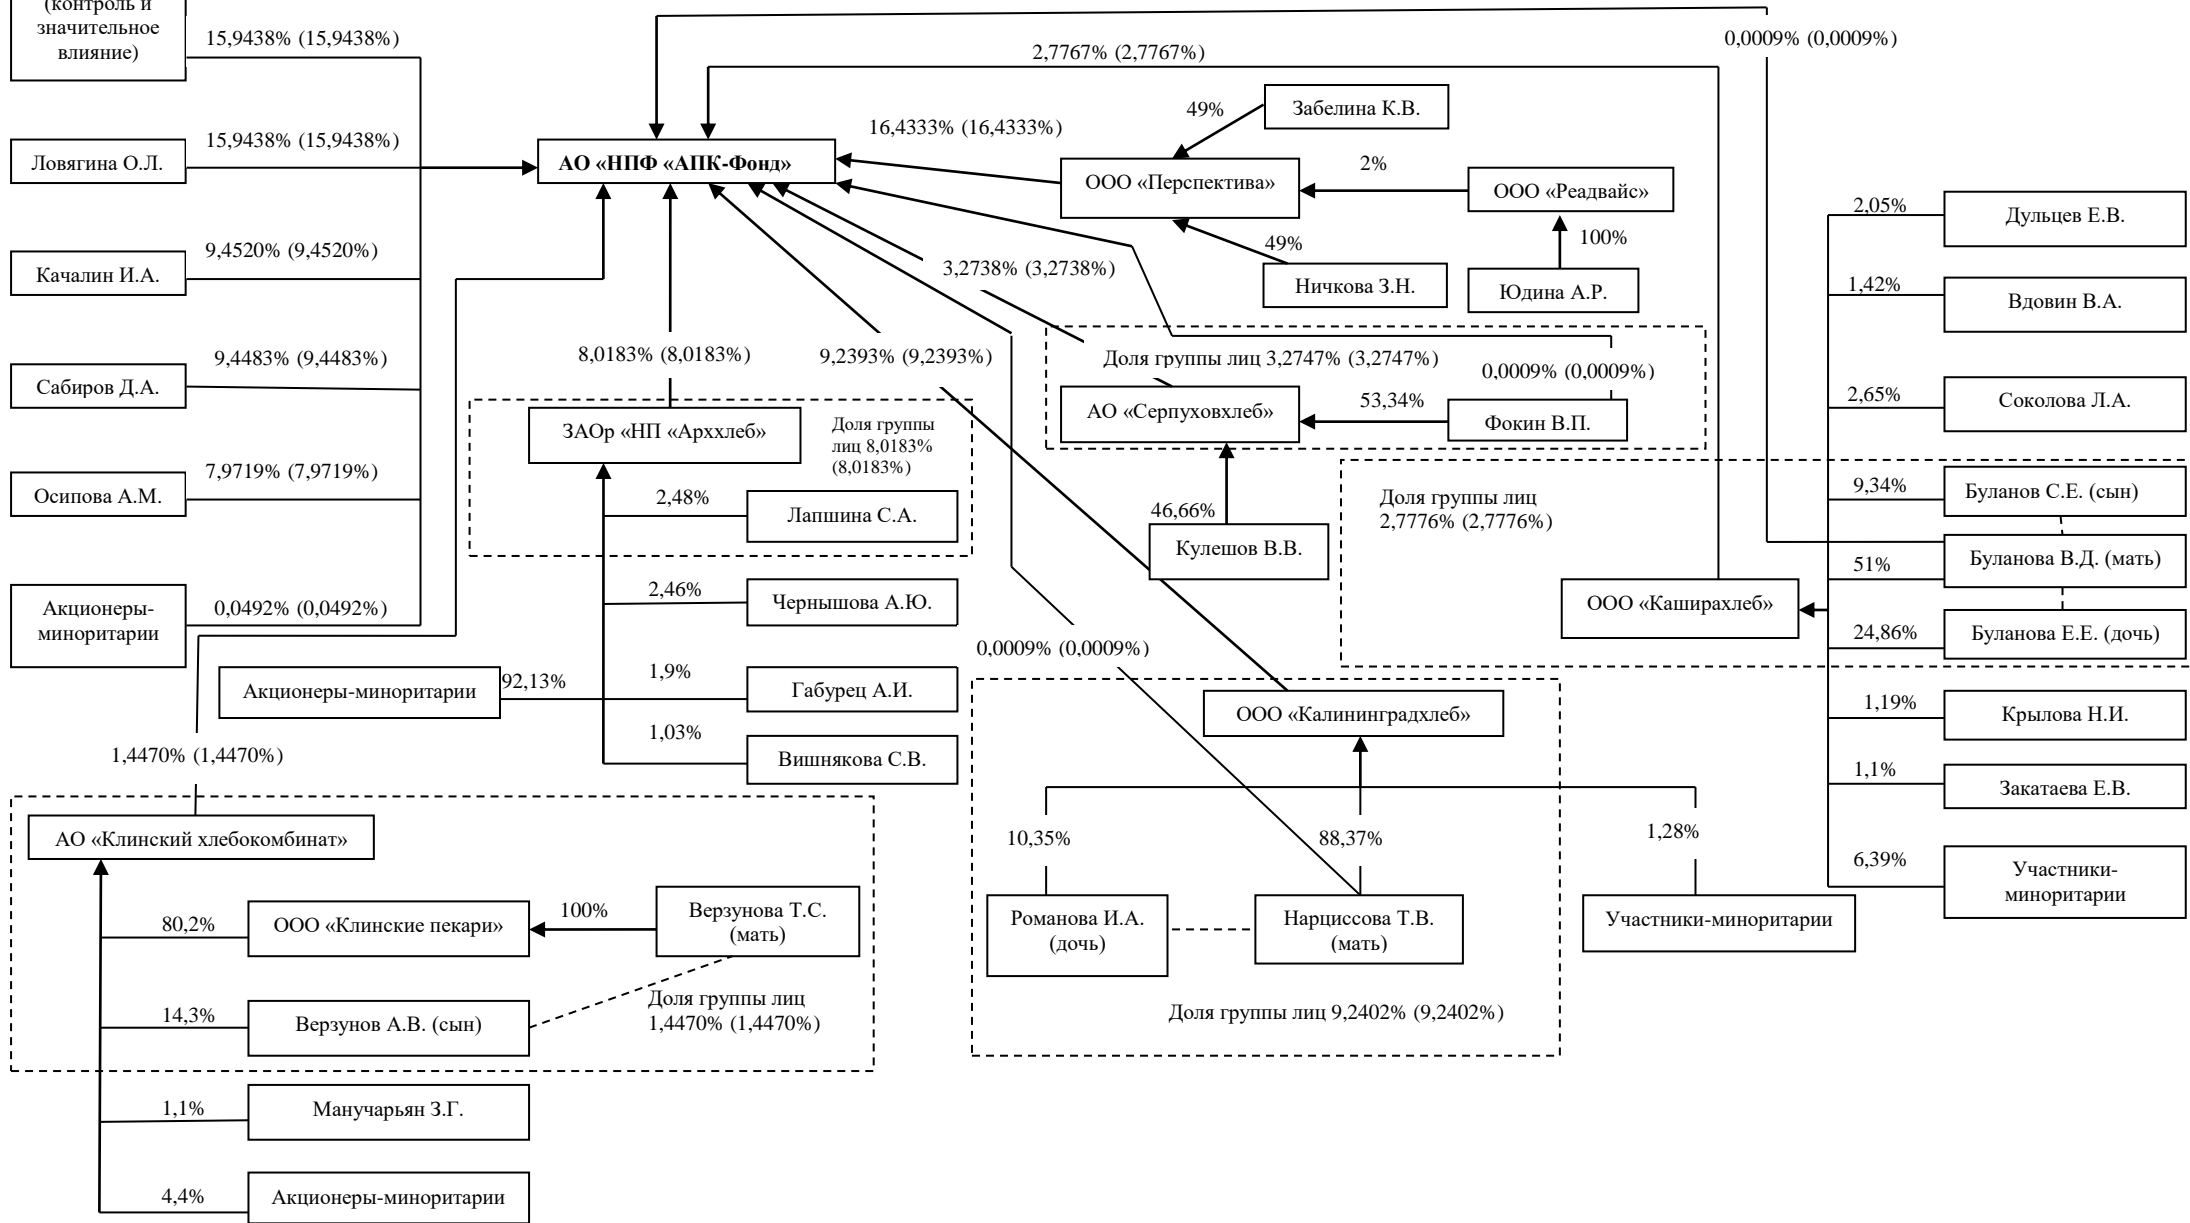 (контроль и
значительное
влияние)
15,9438% (15,9438%)
0,0009% (0,0009%)
2,7767% (2,7767%)
Ловягина О.Л.
15,9438% (15,9438%)
АО «НПФ «АПК-Фонд»
16,4333% (16,4333%)
49%
Забелина К.В.
ООО «Перспектива»
2%
ООО «Реадвайс»
49%
Ничкова З.Н.
100%
Юдина А.Р.
Качалин И.А.
9,4520% (9,4520%)
3,2738% (3,2738%)
Сабиров Д.А.
9,4483% (9,4483%)
8,0183% (8,0183%)
9,2393% (9,2393%)
Доля группы лиц 3,2747% (3,2747%)
0,0009% (0,0009%)
АО «Серпуховхлеб»
53,34%
Фокин В.П.
46,66%
Кулешов В.В.
ЗАОр «НП «Арххлеб»
Доля группы
лиц 8,0183%
(8,0183%)
2,48%
Лапшина С.А.
2,46%
Чернышова А.Ю.
1,9%
Габурец А.И.
1,03%
Вишнякова С.В.
Акционеры-миноритарии
92,13%
Осипова А.М.
7,9719% (7,9719%)
Акционеры-
миноритарии
0,0492% (0,0492%)
2,05%
Дульцев Е.В.
1,42%
Вдовин В.А.
2,65%
Соколова Л.А.
Доля группы лиц
2,7776% (2,7776%)
9,34%
Буланов С.Е. (сын)
51%
Буланова В.Д. (мать)
ООО «Каширахлеб»
24,86%
Буланова Е.Е. (дочь)
1,19%
Крылова Н.И.
1,1%
Закатаева Е.В.
6,39%
Участники-
миноритарии
0,0009% (0,0009%)
ООО «Калининградхлеб»
10,35%
88,37%
1,28%
Романова И.А.
(дочь)
Нарциссова Т.В.
(мать)
Участники-миноритарии
Доля группы лиц 9,2402% (9,2402%)
1,4470% (1,4470%)
АО «Клинский хлебокомбинат»
80,2%
ООО «Клинские пекари»
100%
Верзунова Т.С.
(мать)
14,3%
Верзунов А.В. (сын)
Доля группы лиц
1,4470% (1,4470%)
1,1%
Манучарьян З.Г.
4,4%
Акционеры-миноритарии